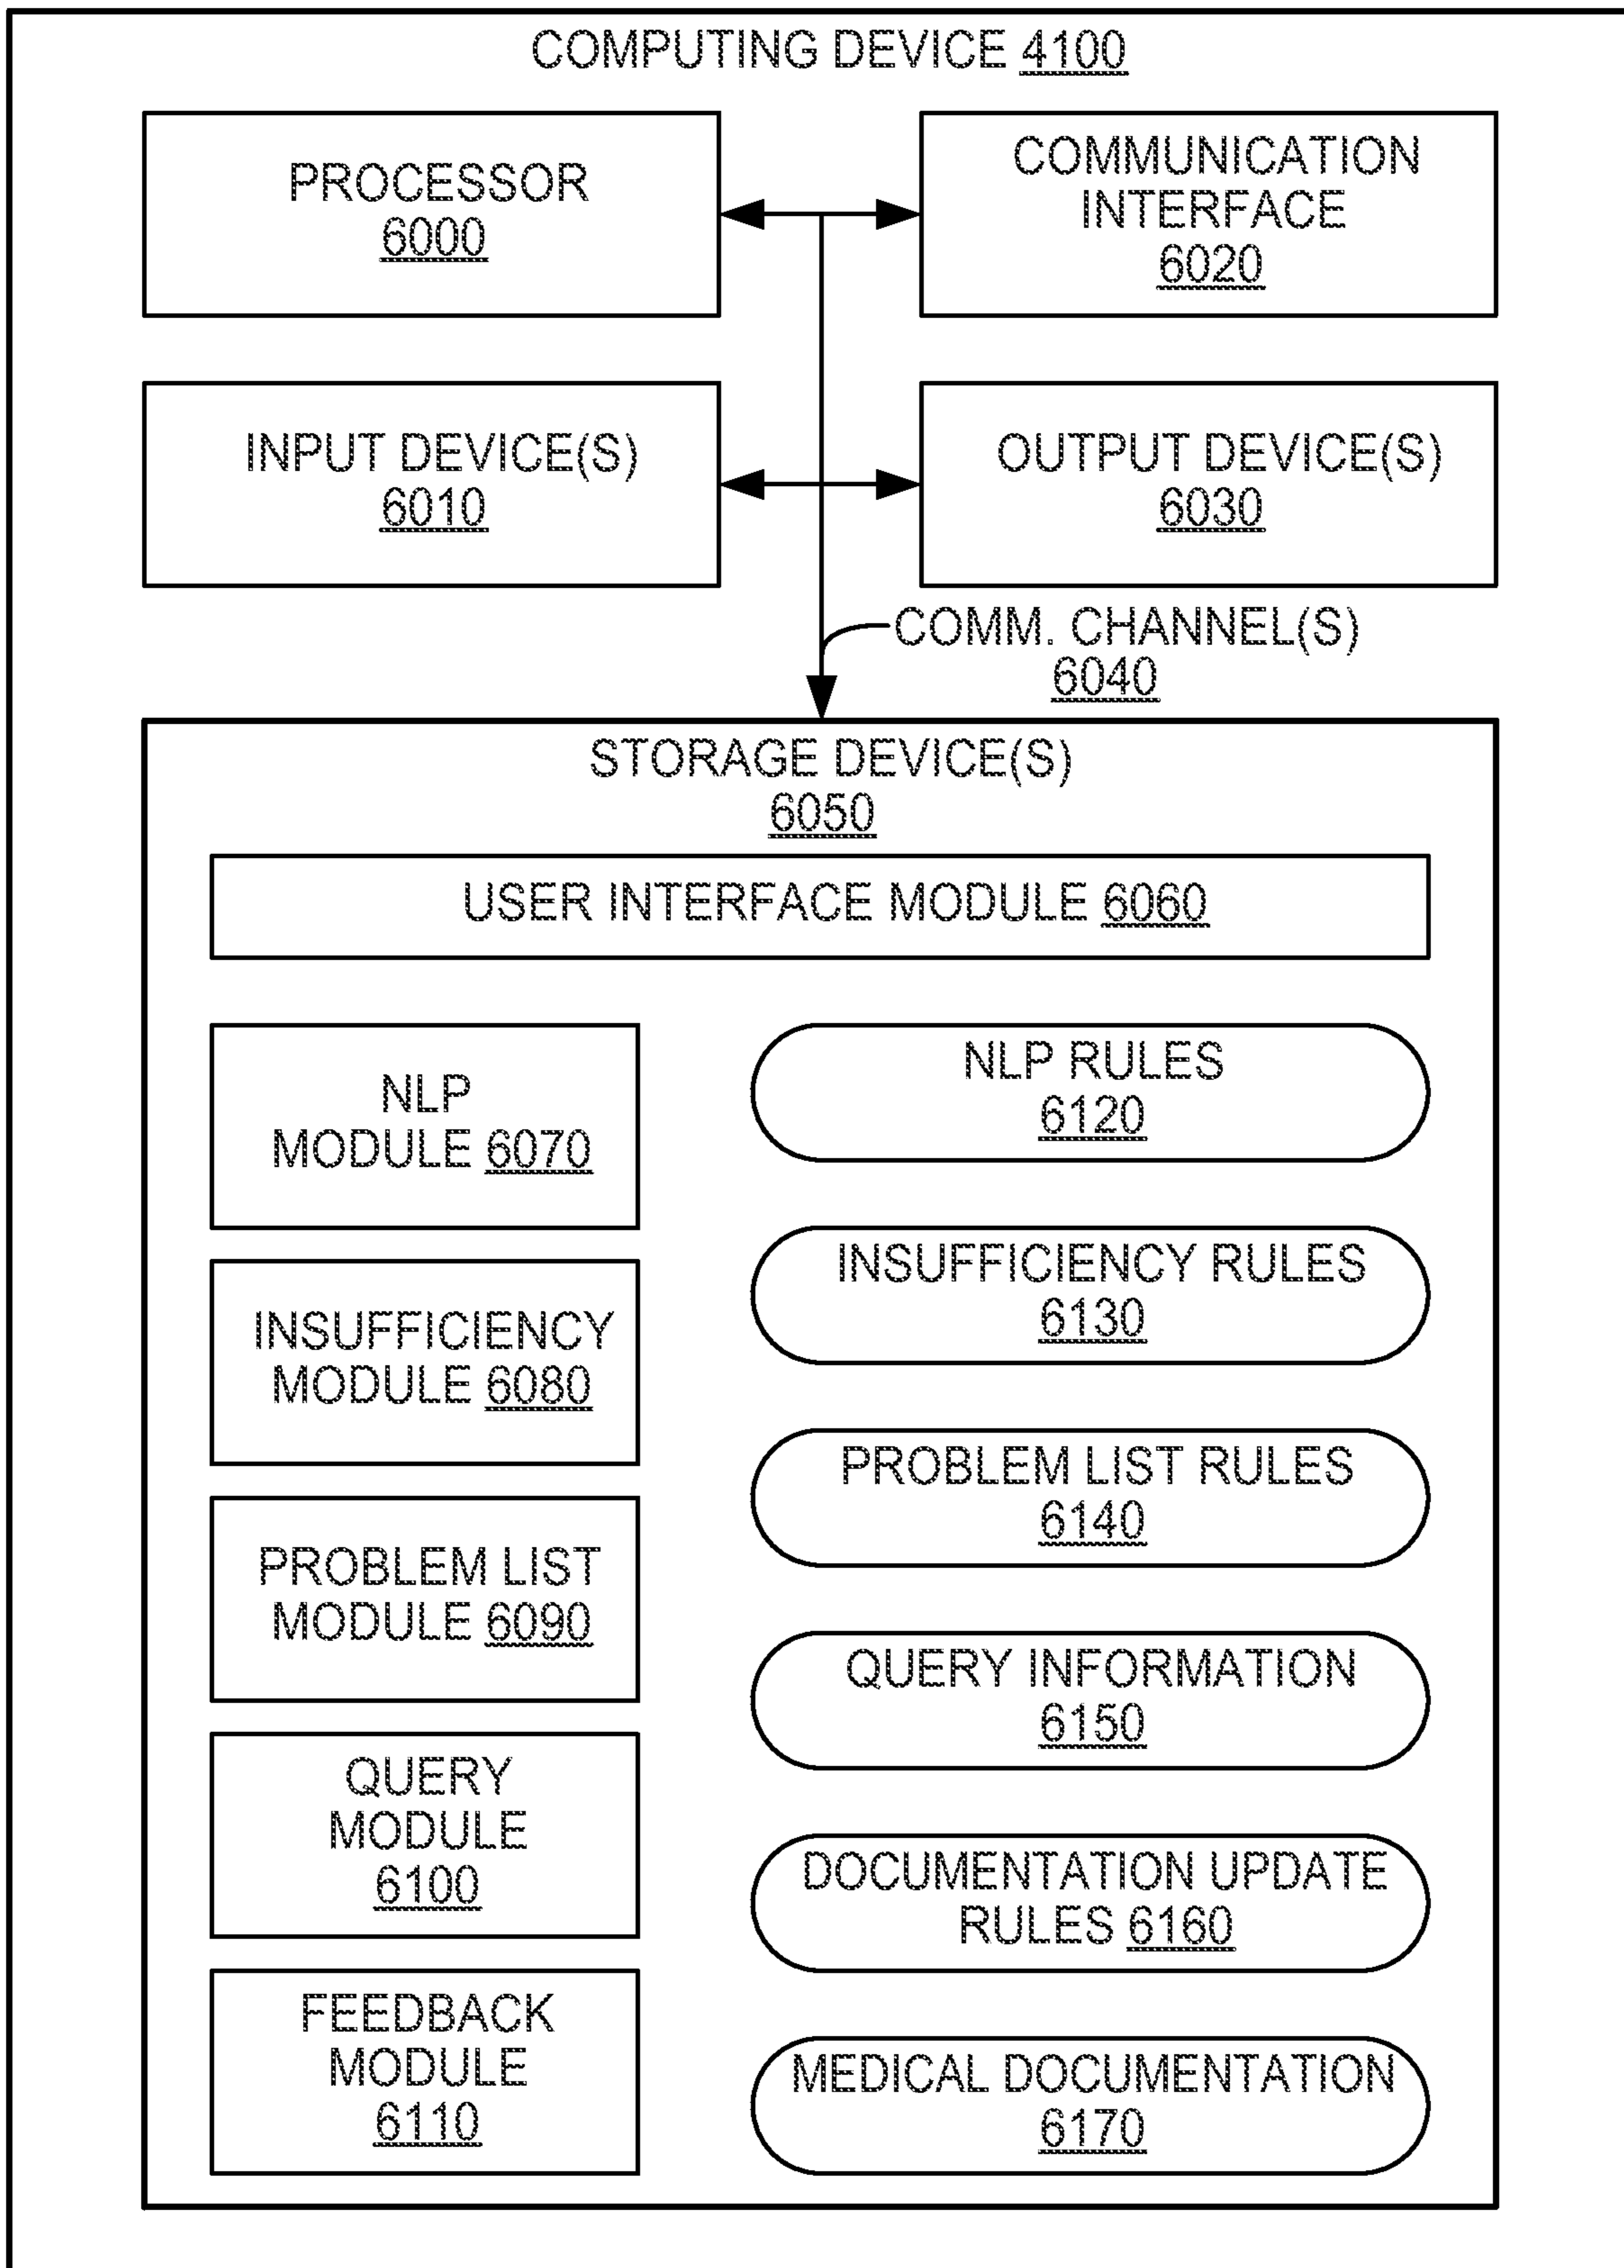 COMPUTING DEVICE 4100
PROCESSOR
6000
COMMUNICATION
INTERFACE
6020
INPUT DEVICE(S)
6010
OUTPUT DEVICE(S)
6030
COMM. CHANNEL(S)
6040
STORAGE DEVICE(S)
6050
USER INTERFACE MODULE 6060
NLP
MODULE 6070
INSUFFICIENCY
MODULE 6080
PROBLEM LIST
MODULE 6090
QUERY
MODULE
6100
FEEDBACK
MODULE
6110
NLP RULES
6120
INSUFFICIENCY RULES
6130
PROBLEM LIST RULES
6140
QUERY INFORMATION
6150
DOCUMENTATION UPDATE
RULES 6160
MEDICAL DOCUMENTATION
6170